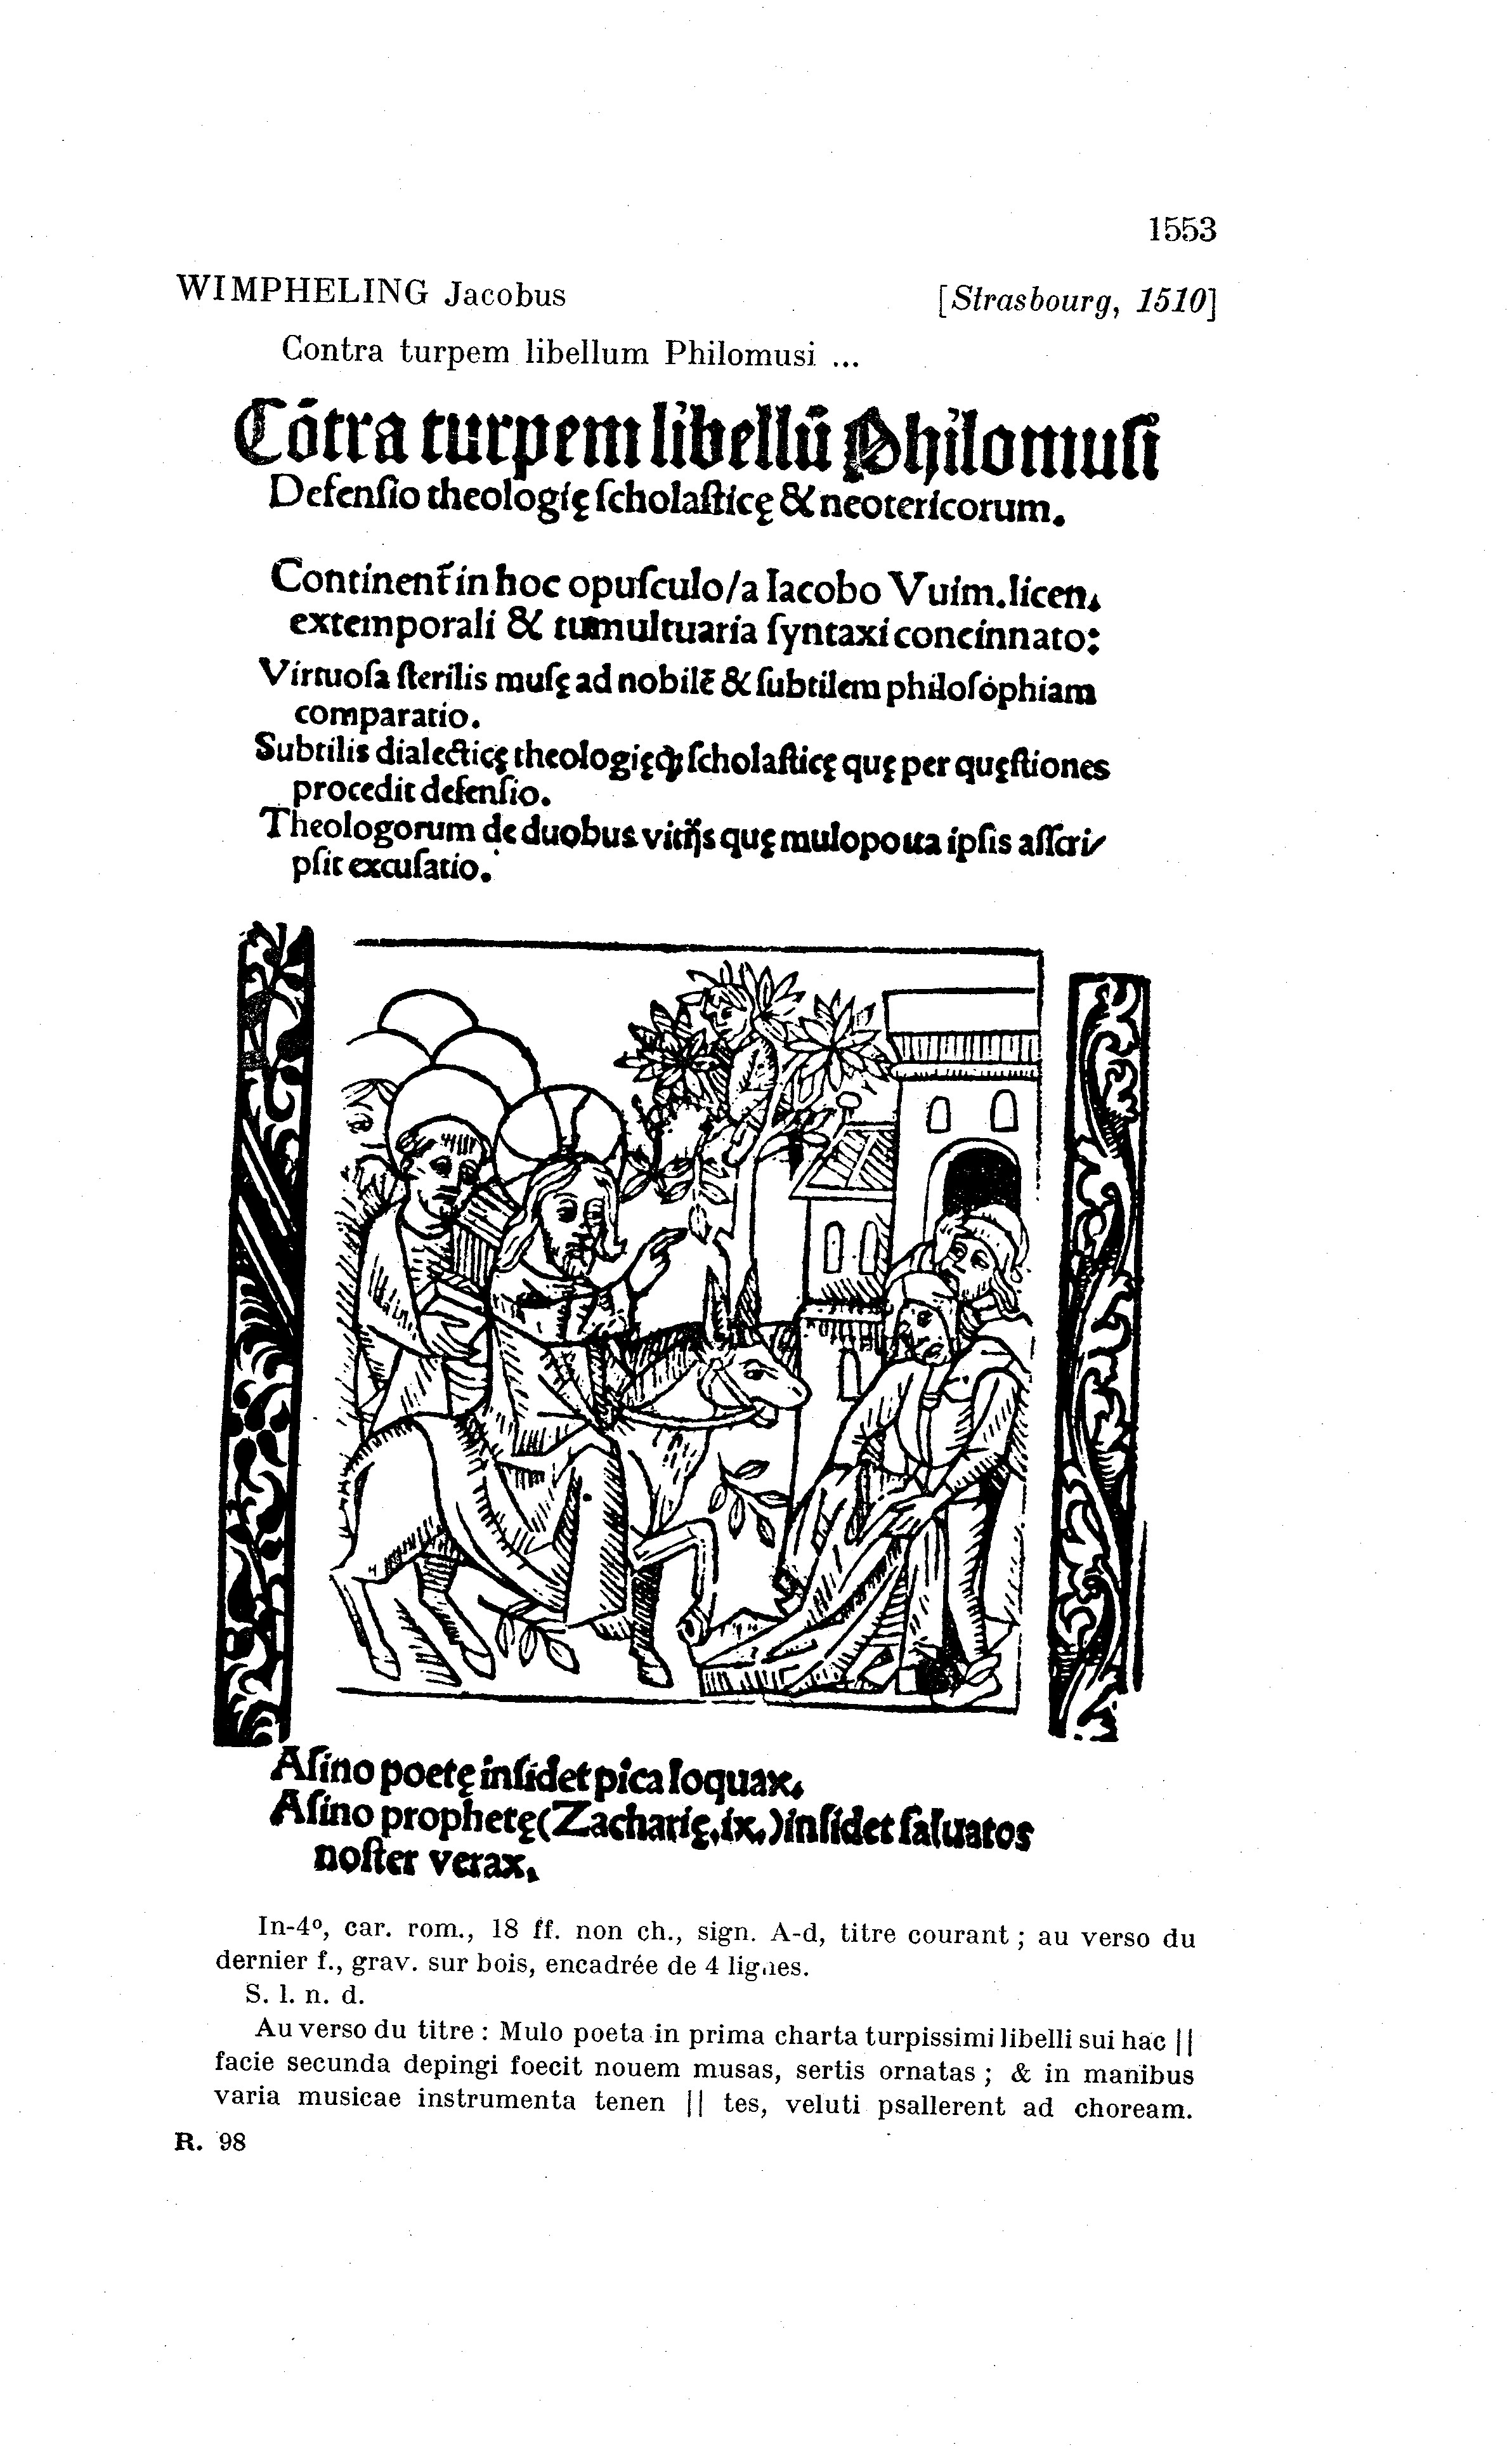 1553
WIMPHELING Jacobus [Strasbourg, 1510]
Contra turpem libellum Philomusi ...
Cōtra turpem libellū Philomusi
Defensio theologię scholasticę & neotericorum.
Continent̃ in hoc opusculo/a Iacobo Vuim.licen.
extemporali & tumultuaria syntaxi concinnato:
Virtuosa sterilis musę ad nobilē & subtilem philosophiam
comparatio.
Subtilis dialecticę theologięꝙ scholasticę quę per quęstiones
procedit defensio.
Theologorum de duobus vitijs quę mulopoeta ipsis asscri/
psit excusatio.
Asino poetę insidet pica loquax.
Asino prophetę(Zacharię.ix.)insidet saluatos
noster verax.
In-4º, car. rom., 18 ff. non ch., sign. A-d, titre courant ; au verso du
dernier f., grav. sur bois, encadrée de 4 lignes.
S. l. n. d.
Au verso du titre : Mulo poeta in prima charta turpissimi libelli sui hac ||
facie secunda depingi foecit nouem musas, sertis ornatas ; & in manibus
varia musicae instrumenta tenen || tes, veluti psallerent ad choream.
R. 98